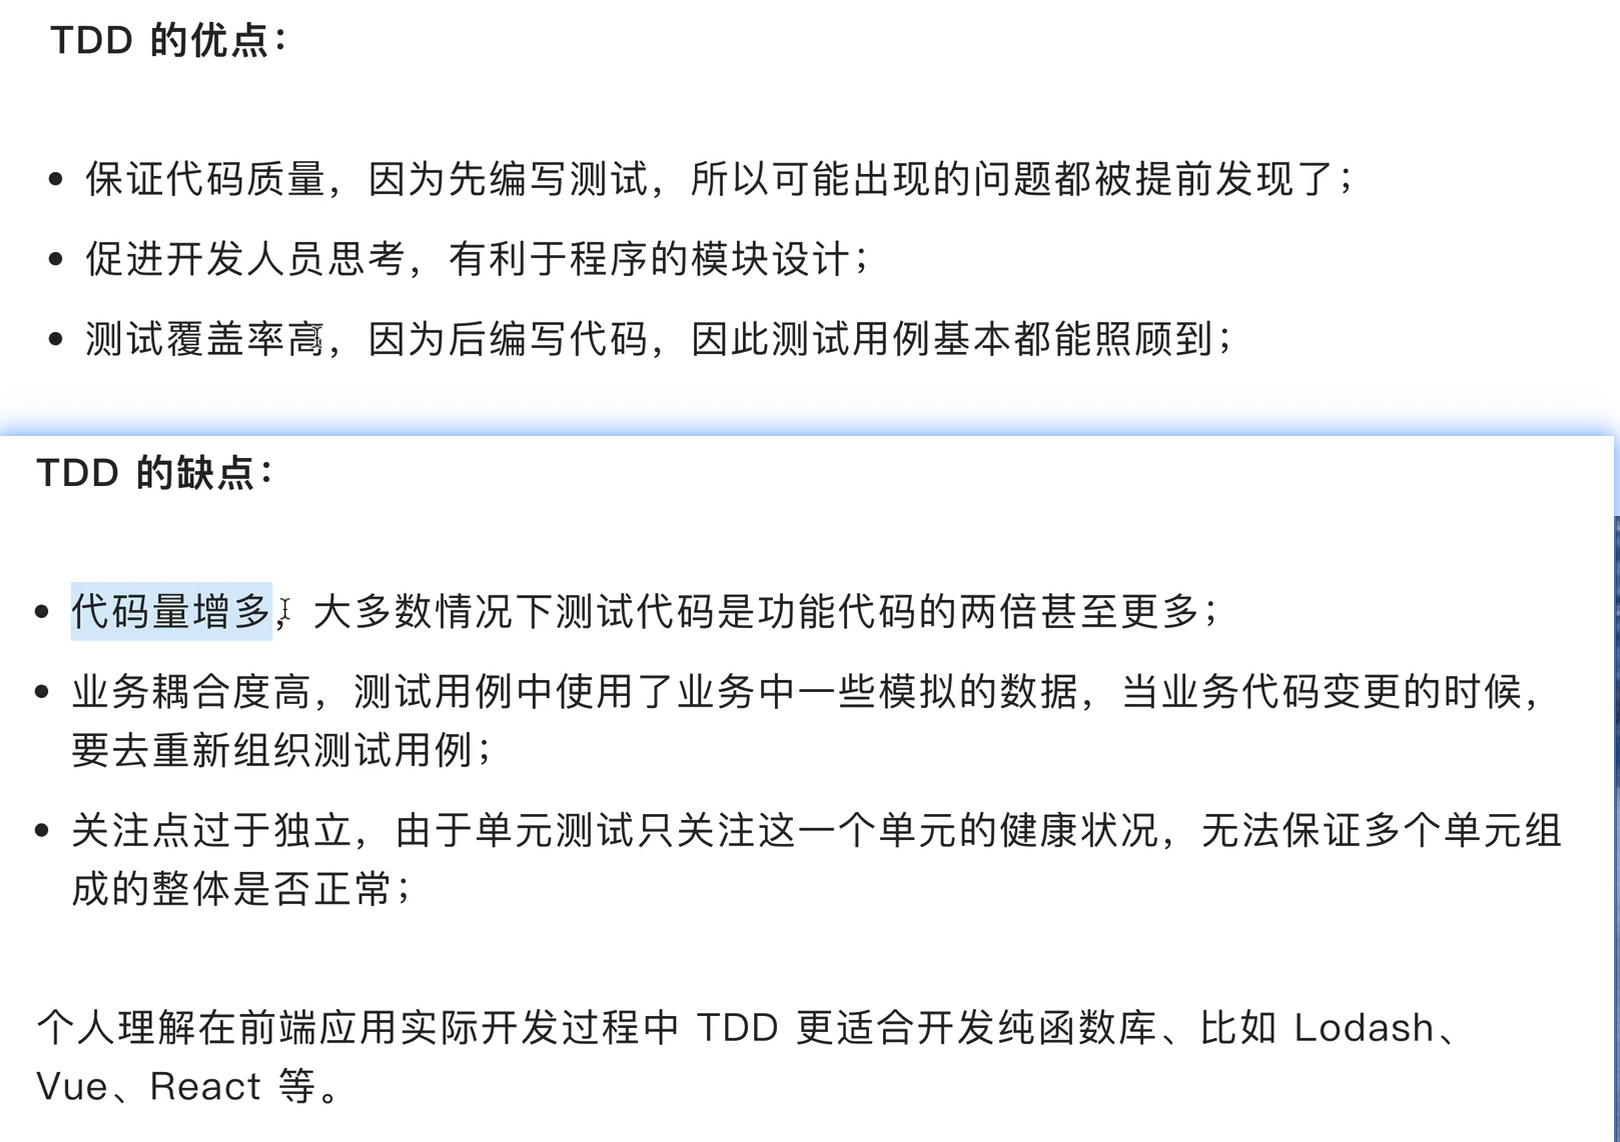 TDD 的优点：
保证代码质量，因为先编写测试，所以可能出现的问题都被提前发现了；
促进开发人员思考，有利于程序的模块设计；
测试覆盖率高，因为后编写代码，因此测试用例基本都能照顾到；
TDD 的缺点：
代码量增多，大多数情况下测试代码是功能代码的两倍甚至更多；
业务耦合度高，测试用例中使用了业务中一些模拟的数据，当业务代码变更的时候，
要去重新组织测试用例；
关注点过于独立，由于单元测试只关注这一个单元的健康状况，无法保证多个单元组
成的整体是否正常；
个人理解在前端应用实际开发过程中 TDD 更适合开发纯函数库、比如 Lodash、
Vue、React 等。